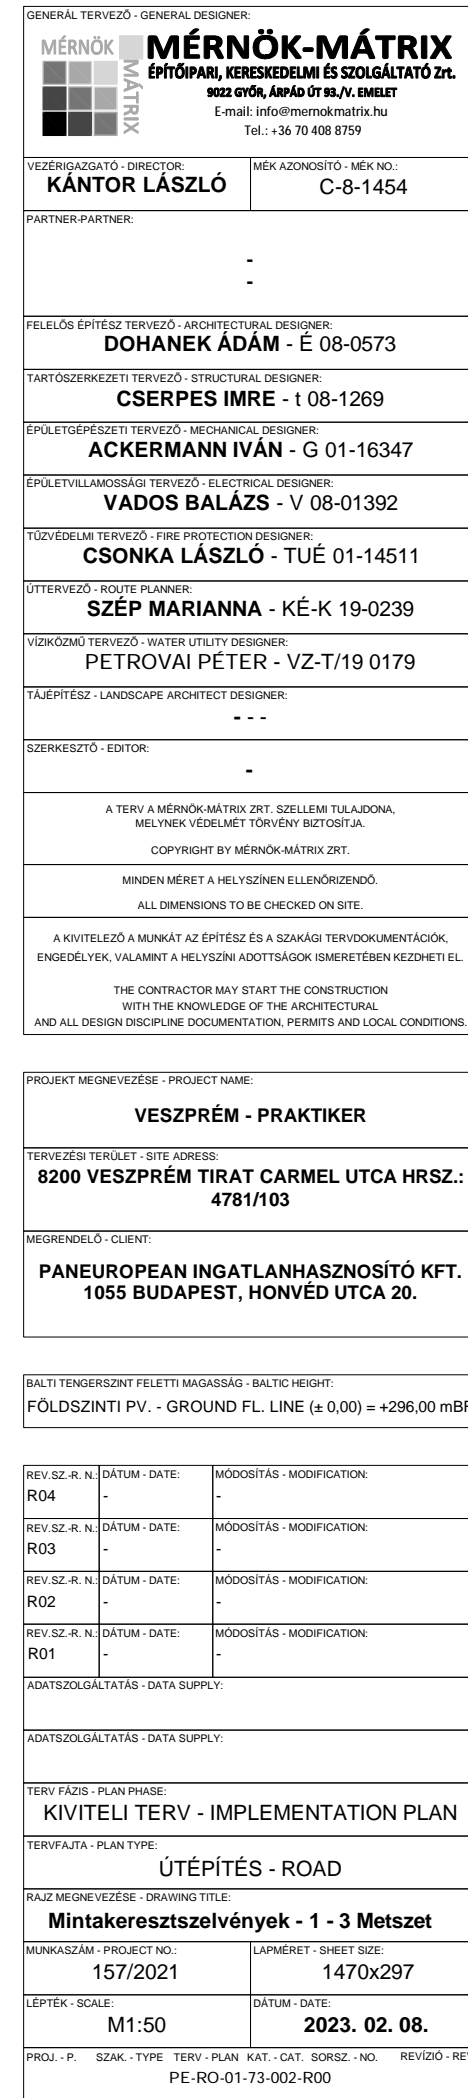 GENERÁL TERVEZŐ - GENERAL DESIGNER:
MÉRNÖK
MÁTRIX
MÉRNÖK-MÁTRIX
ÉPÍTŐIPARI, KERESKEDELMI ÉS SZOLGÁLTATÓ Zrt.
9022 GYŐR, ÁRPÁD ÚT 93./V. EMELET
E-mail: info@mernokmatrix.hu
Tel.: +36 70 408 8759
VEZÉRIGAZGATÓ - DIRECTOR: MÉK AZONOSÍTÓ - MÉK NO.:
KÁNTOR LÁSZLÓ C-8-1454
PARTNER-PARTNER:
-
-
FELELŐS ÉPÍTÉSZ TERVEZŐ - ARCHITECTURAL DESIGNER:
DOHANEK ÁDÁM - É 08-0573
TARTÓSZERKEZETI TERVEZŐ - STRUCTURAL DESIGNER:
CSERPES IMRE - t 08-1269
ÉPÜLETGÉPÉSZETI TERVEZŐ - MECHANICAL DESIGNER:
ACKERMANN IVÁN - G 01-16347
ÉPÜLETVILLAMOSSÁGI TERVEZŐ - ELECTRICAL DESIGNER:
VADOS BALÁZS - V 08-01392
TŰZVÉDELMI TERVEZŐ - FIRE PROTECTION DESIGNER:
CSONKA LÁSZLÓ - TUÉ 01-14511
ÚTTERVEZŐ - ROUTE PLANNER:
SZÉP MARIANNA - KÉ-K 19-0239
VÍZIKÖZMŰ TERVEZŐ - WATER UTILITY DESIGNER:
PETROVAI PÉTER - VZ-T/19 0179
TÁJÉPÍTÉSZ - LANDSCAPE ARCHITECT DESIGNER:
- - -
SZERKESZTŐ - EDITOR:
-
A TERV A MÉRNÖK-MÁTRIX ZRT. SZELLEMI TULAJDONA,
MELYNEK VÉDELMÉT TÖRVÉNY BIZTOSÍTJA.
COPYRIGHT BY MÉRNÖK-MÁTRIX ZRT.
MINDEN MÉRET A HELYSZÍNEN ELLENŐRIZENDŐ.
ALL DIMENSIONS TO BE CHECKED ON SITE.
A KIVITELEZŐ A MUNKÁT AZ ÉPÍTÉSZ ÉS A SZAKÁGI TERVDOKUMENTÁCIÓK,
ENGEDÉLYEK, VALAMINT A HELYSZÍNI ADOTTSÁGOK ISMERETÉBEN KEZDHETI EL.
THE CONTRACTOR MAY START THE CONSTRUCTION
WITH THE KNOWLEDGE OF THE ARCHITECTURAL
AND ALL DESIGN DISCIPLINE DOCUMENTATION, PERMITS AND LOCAL CONDITIONS.
PROJEKT MEGNEVEZÉSE - PROJECT NAME:
VESZPRÉM - PRAKTIKER
TERVEZÉSI TERÜLET - SITE ADRESS:
8200 VESZPRÉM TIRAT CARMEL UTCA HRSZ.:
4781/103
MEGRENDELŐ - CLIENT:
PANEUROPEAN INGATLANHASZNOSÍTÓ KFT.
1055 BUDAPEST, HONVÉD UTCA 20.
BALTI TENGERSZINT FELETTI MAGASSÁG - BALTIC HEIGHT:
FÖLDSZINTI PV. - GROUND FL. LINE (± 0,00) = +296,00 mBF
REV.SZ.-R. N.: DÁTUM - DATE: MÓDOSÍTÁS - MODIFICATION:
R04 - -
REV.SZ.-R. N.: DÁTUM - DATE: MÓDOSÍTÁS - MODIFICATION:
R03 - -
REV.SZ.-R. N.: DÁTUM - DATE: MÓDOSÍTÁS - MODIFICATION:
R02 - -
REV.SZ.-R. N.: DÁTUM - DATE: MÓDOSÍTÁS - MODIFICATION:
R01 - -
ADATSZOLGÁLTATÁS - DATA SUPPLY:
ADATSZOLGÁLTATÁS - DATA SUPPLY:
TERV FÁZIS - PLAN PHASE:
KIVITELI TERV - IMPLEMENTATION PLAN
TERVFAJTA - PLAN TYPE:
ÚTÉPÍTÉS - ROAD
RAJZ MEGNEVEZÉSE - DRAWING TITLE:
Mintakeresztszelvények - 1 - 3 Metszet
MUNKASZÁM - PROJECT NO.: LAPMÉRET - SHEET SIZE:
157/2021 1470x297
LÉPTÉK - SCALE: DÁTUM - DATE:
M1:50 2023. 02. 08.
PROJ. - P. SZAK. - TYPE TERV - PLAN KAT. - CAT. SORSZ. - NO. REVÍZIÓ - RE
PE-RO-01-73-002-R00